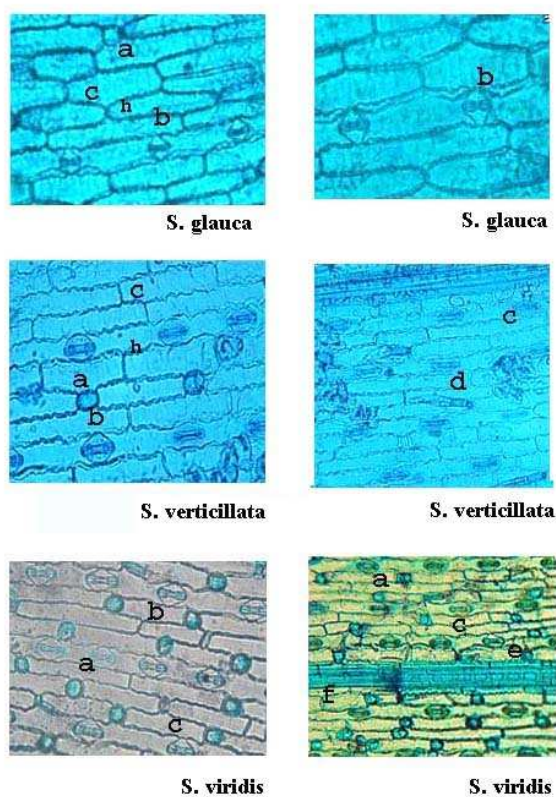 a
c h b
b
S. glauca
S. glauca
c
h
a
b
c
d
S. verticillata
S. verticillata
b
a
c
a
c
e
f
S. viridis
S. viridis